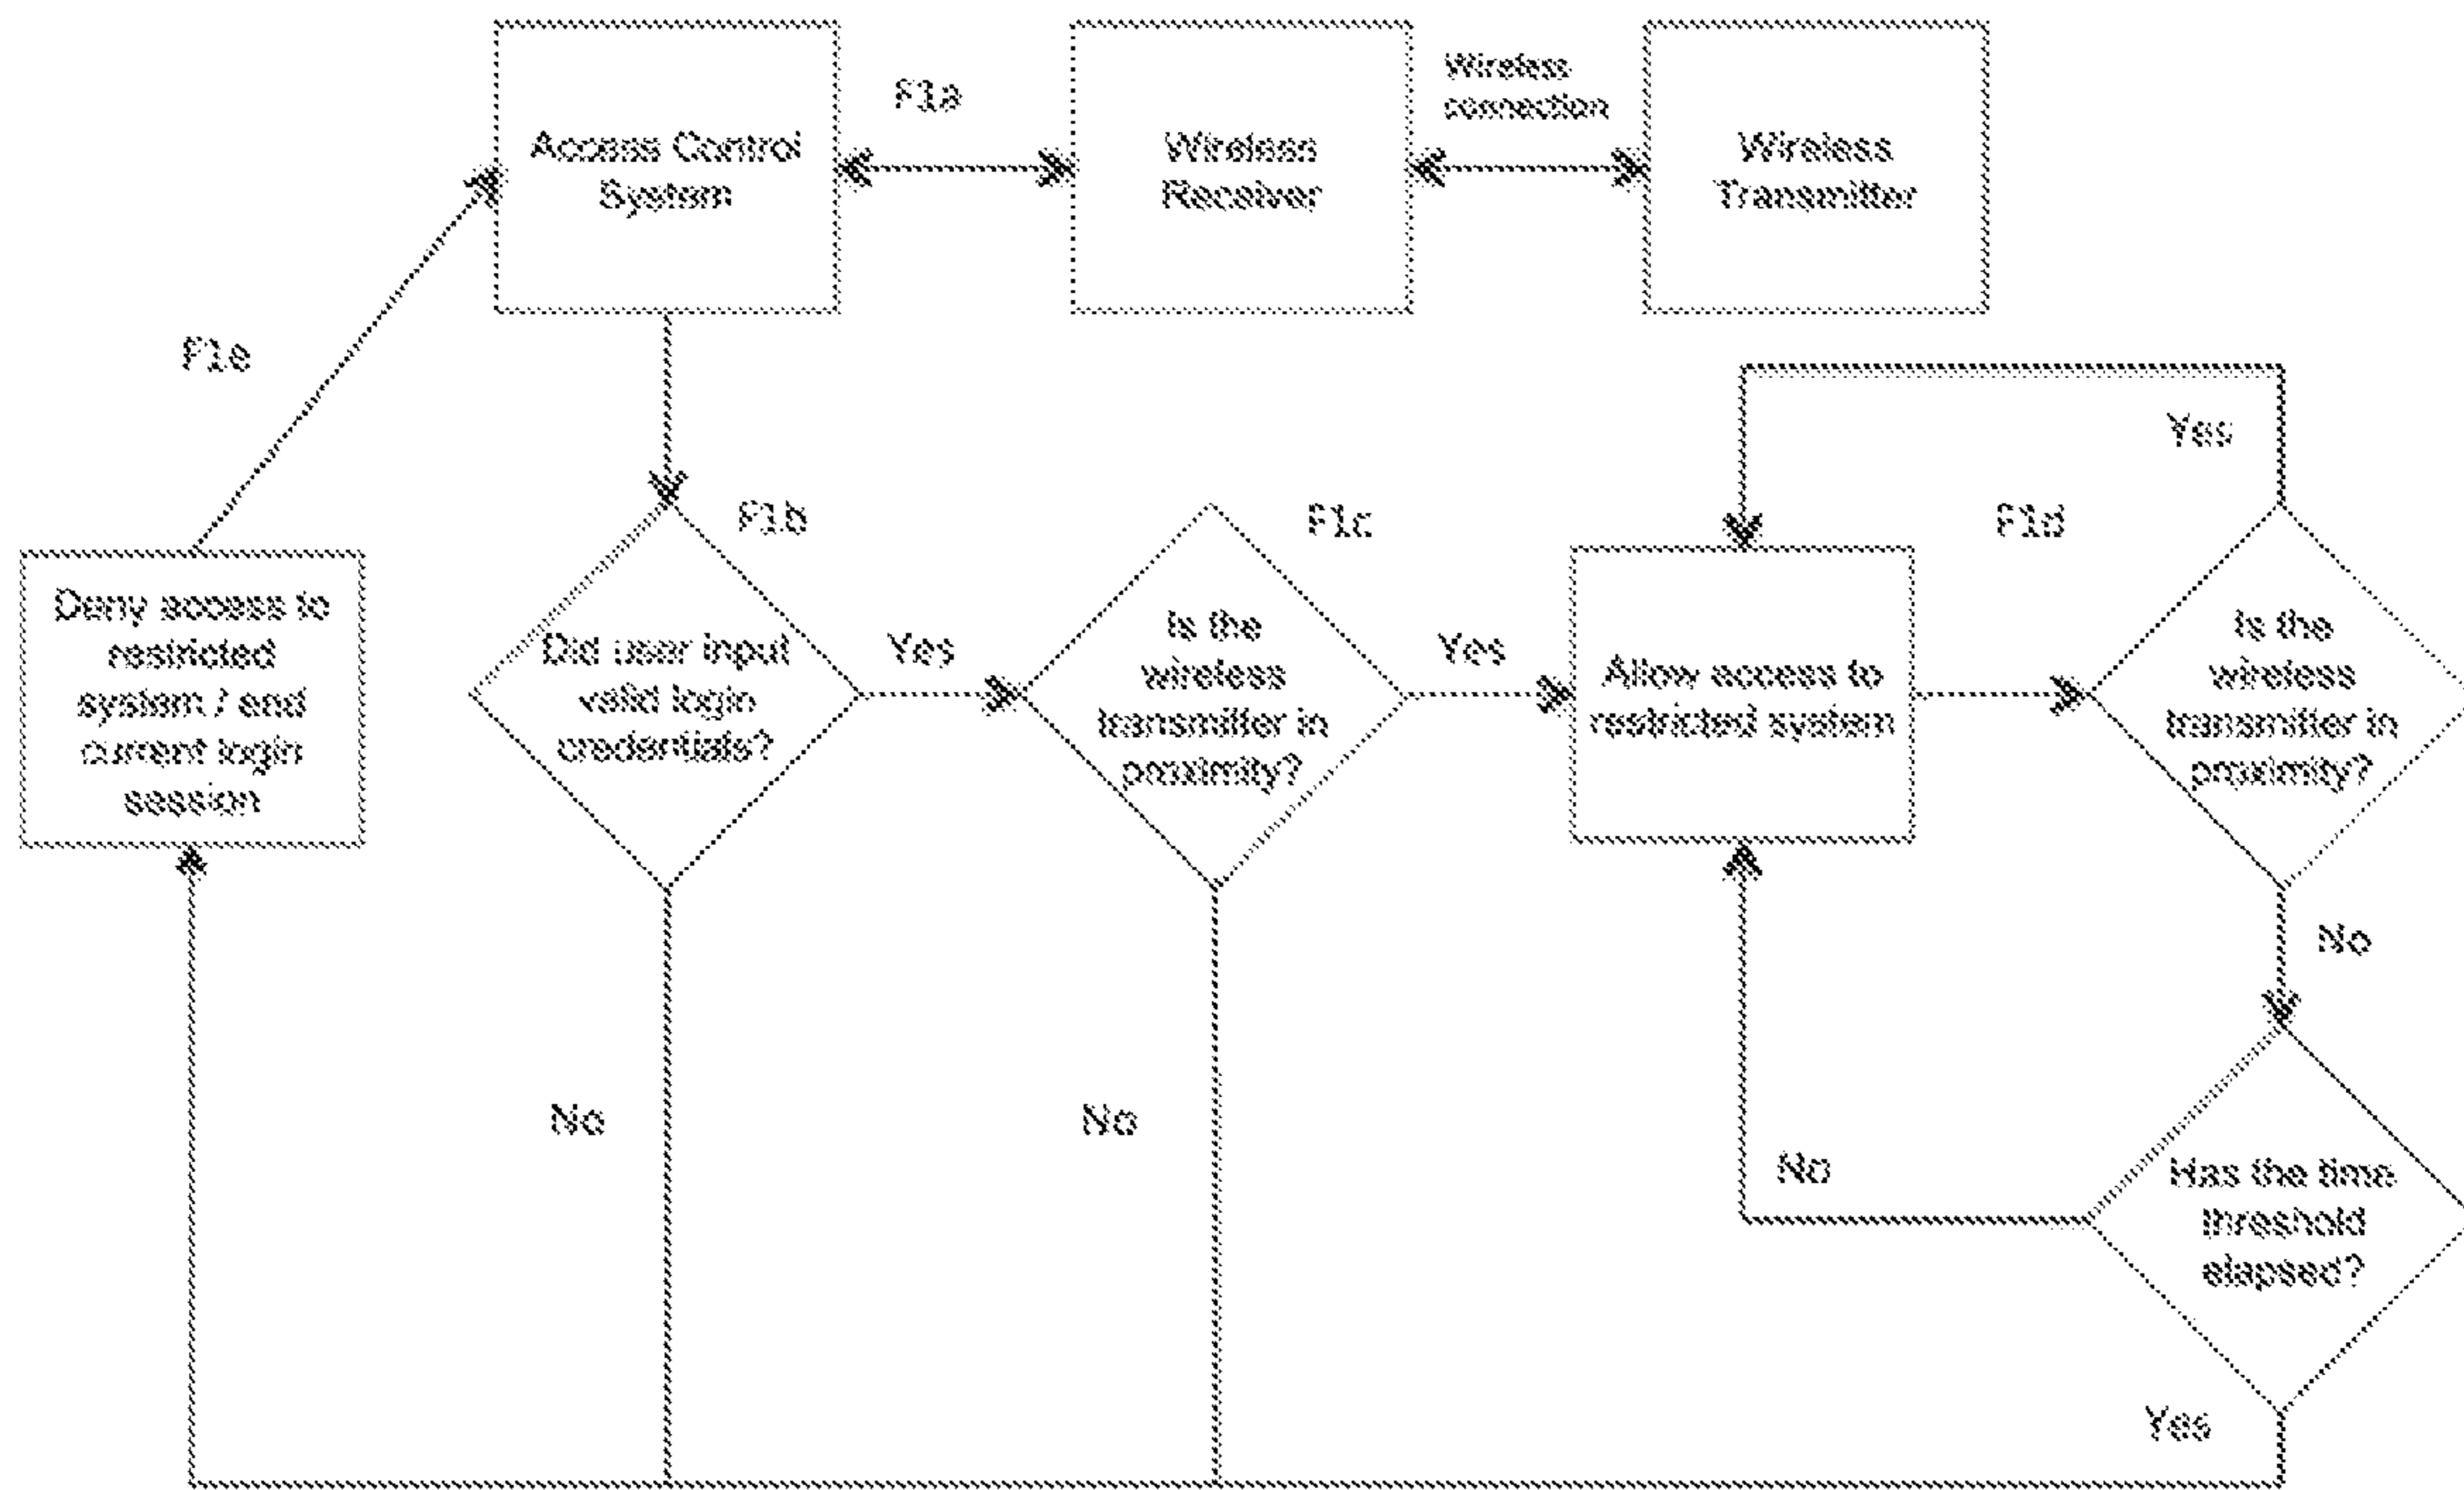 Access Control
System
F1a
Wireless
Receiver
Wireless
connection
Wireless
Transmitter
F1e
Yes
F1b
F1c
F1d
Deny access to
restricted
system / end
current login
session
Did user input
valid login
credentials?
Yes
Is the
wireless
transmitter in
proximity?
Yes
Allow access to
restricted system
Is the
wireless
transmitter in
proximity?
No
No
No
No
Has the time
threshold
elapsed?
Yes